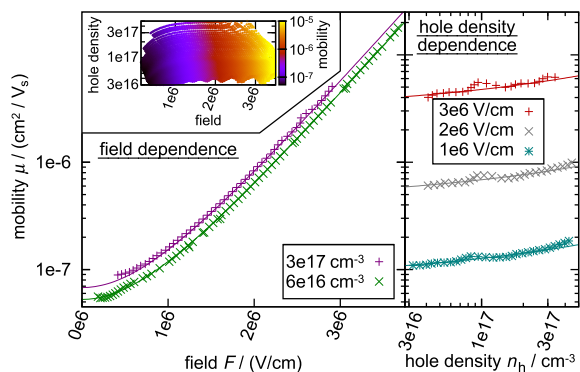 hole density
3e17
1e17
3e16
1e6
2e6
3e6
field
10⁻⁵
10⁻⁶
10⁻⁷
mobility
hole density
dependence
field dependence
mobility μ / (cm² / Vs)
1e-6
1e-7
3e6 V/cm
2e6 V/cm
1e6 V/cm
3e17 cm⁻³
6e16 cm⁻³
0e6
1e6
2e6
3e6
3e16
1e17
3e17
field F / (V/cm)
hole density nₕ / cm⁻³